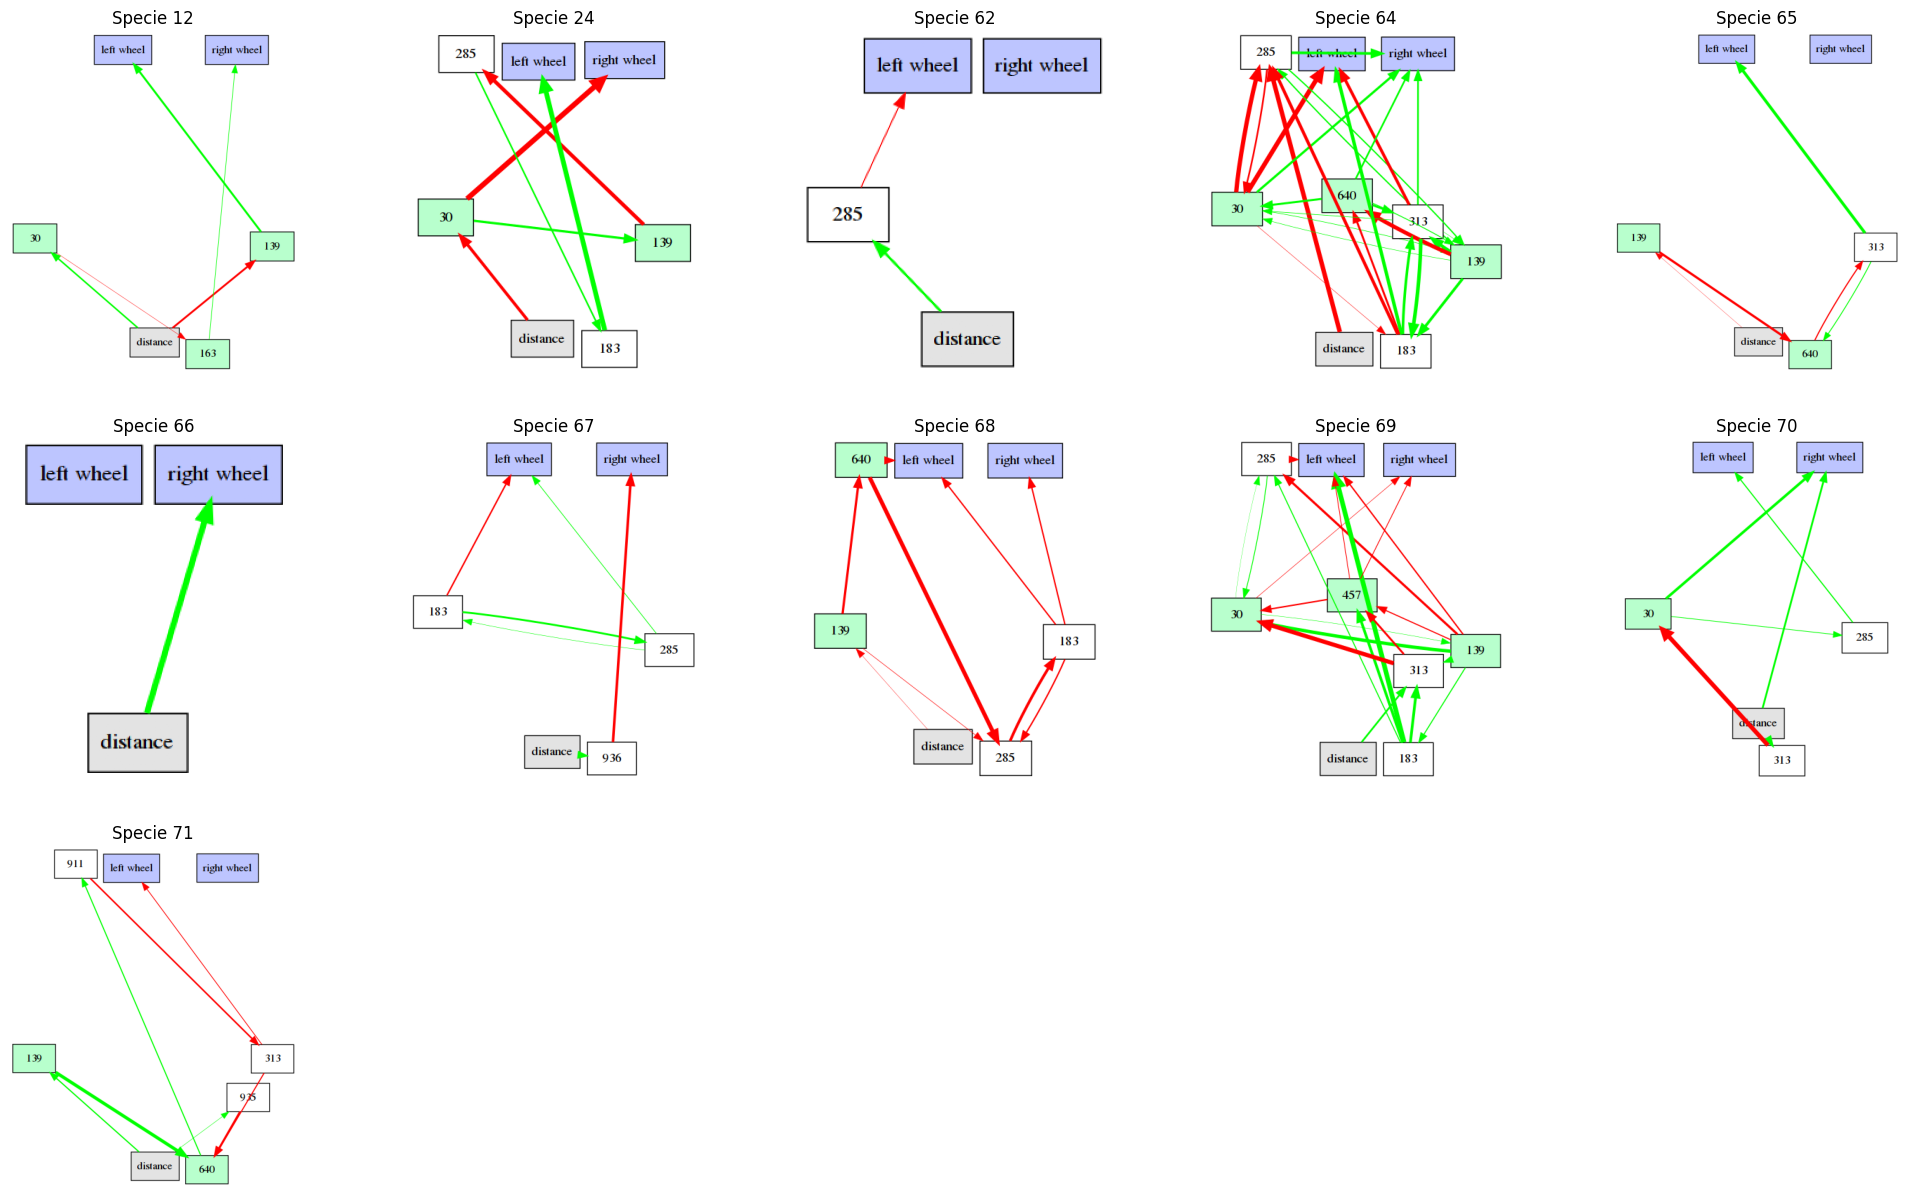 Specie 12
left wheel
right wheel
30
139
distance
163
Specie 24
285
left wheel
right wheel
30
139
distance
183
Specie 62
left wheel
right wheel
285
distance
Specie 64
285
left wheel
right wheel
640
30
313
139
distance
183
Specie 65
left wheel
right wheel
139
313
distance
640
Specie 66
left wheel
right wheel
distance
Specie 67
left wheel
right wheel
183
285
distance
936
Specie 68
640
left wheel
right wheel
139
183
distance
285
Specie 69
285
left wheel
right wheel
457
30
139
313
distance
183
Specie 70
left wheel
right wheel
30
285
distance
313
Specie 71
911
left wheel
right wheel
139
313
935
distance
640